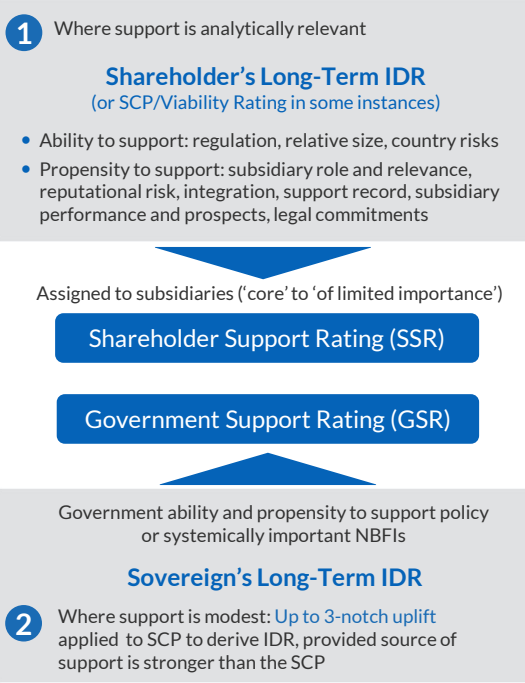 1
Where support is analytically relevant
Shareholder's Long-Term IDR
(or SCP/Viability Rating in some instances)
• Ability to support: regulation, relative size, country risks
• Propensity to support: subsidiary role and relevance,
reputational risk, integration, support record, subsidiary
performance and prospects, legal commitments
Assigned to subsidiaries ('core' to 'of limited importance')
Shareholder Support Rating (SSR)
Government Support Rating (GSR)
Government ability and propensity to support policy
or systemically important NBFIs
Sovereign's Long-Term IDR
2
Where support is modest: Up to 3-notch uplift
applied to SCP to derive IDR, provided source of
support is stronger than the SCP